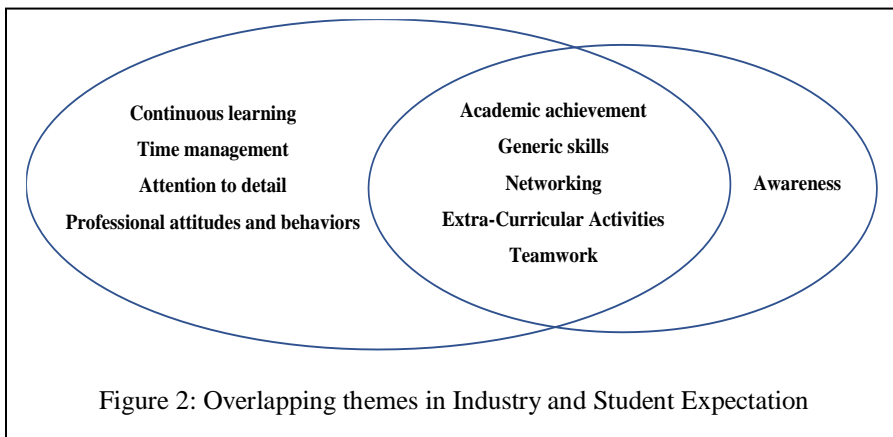 Continuous learning
Time management
Attention to detail
Professional attitudes and behaviors
Academic achievement
Generic skills
Networking
Extra-Curricular Activities
Teamwork
Awareness
Figure 2: Overlapping themes in Industry and Student Expectation